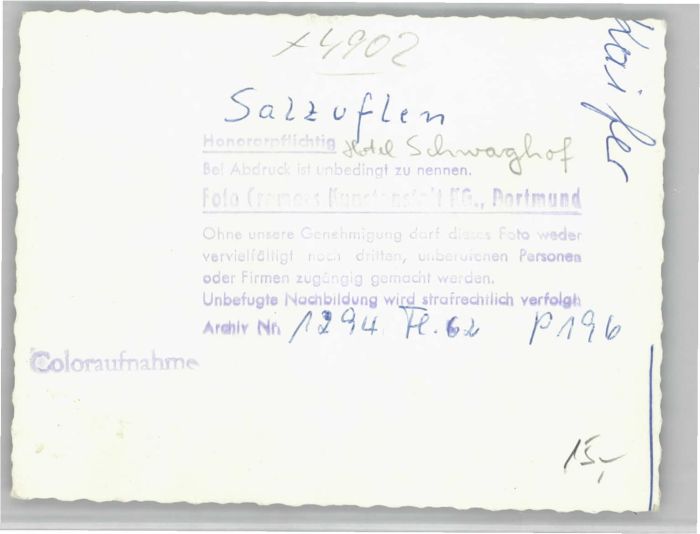 x4902
Salzuflen
Honorarpflichtig Hotel Schwaghof
Bei Abdruck ist unbedingt zu nennen.
Foto Cramers Kunstanstalt KG., Dortmund
Ohne unsere Genehmigung darf dieses Foto weder
vervielfältigt noch dritten, unberufenen Personen
oder Firmen zugängig gemacht werden.
Unbefugte Nachbildung wird strafrechtlich verfolgt
Archiv Nr. 1294 Fl. 62 P 196
Coloraufnahme
15,-